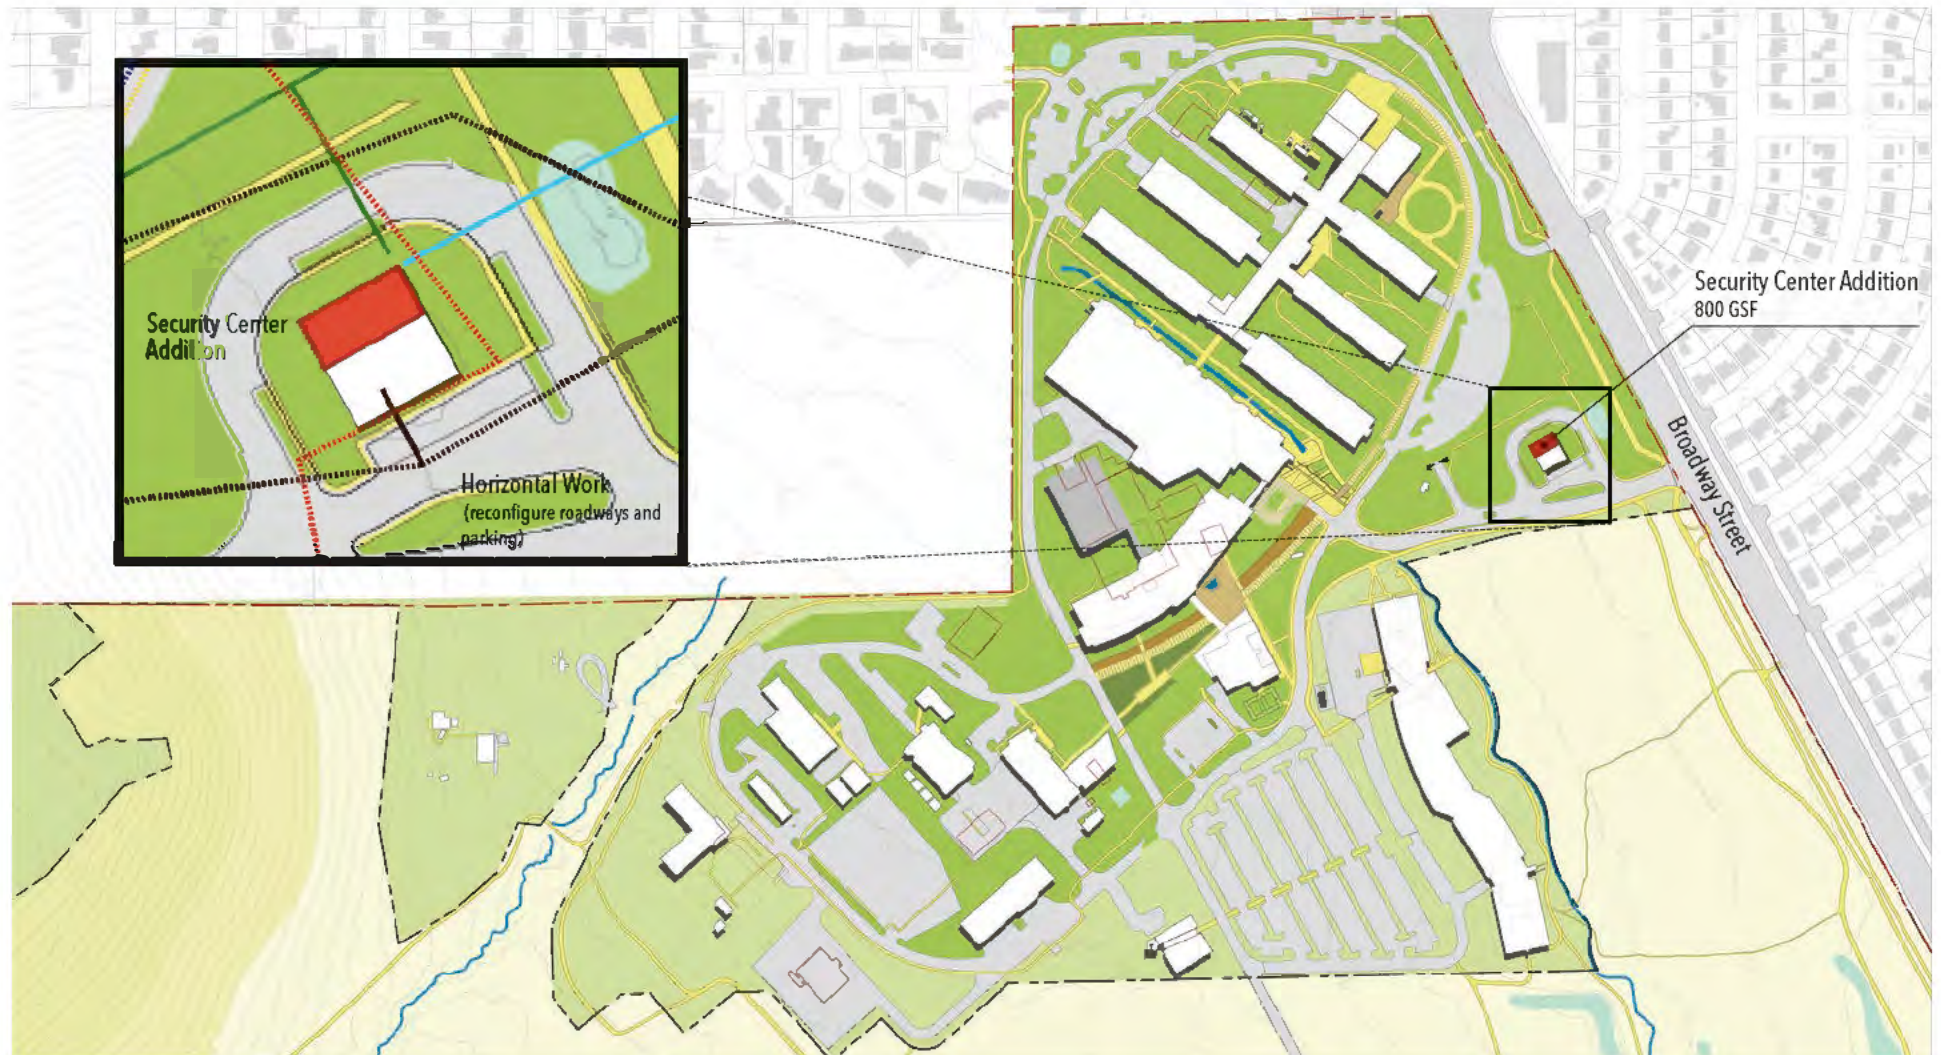 Security Center
Addition
Horizontal Work
(reconfigure roadways and
parking)
Security Center Addition
800 GSF
Broadway Street